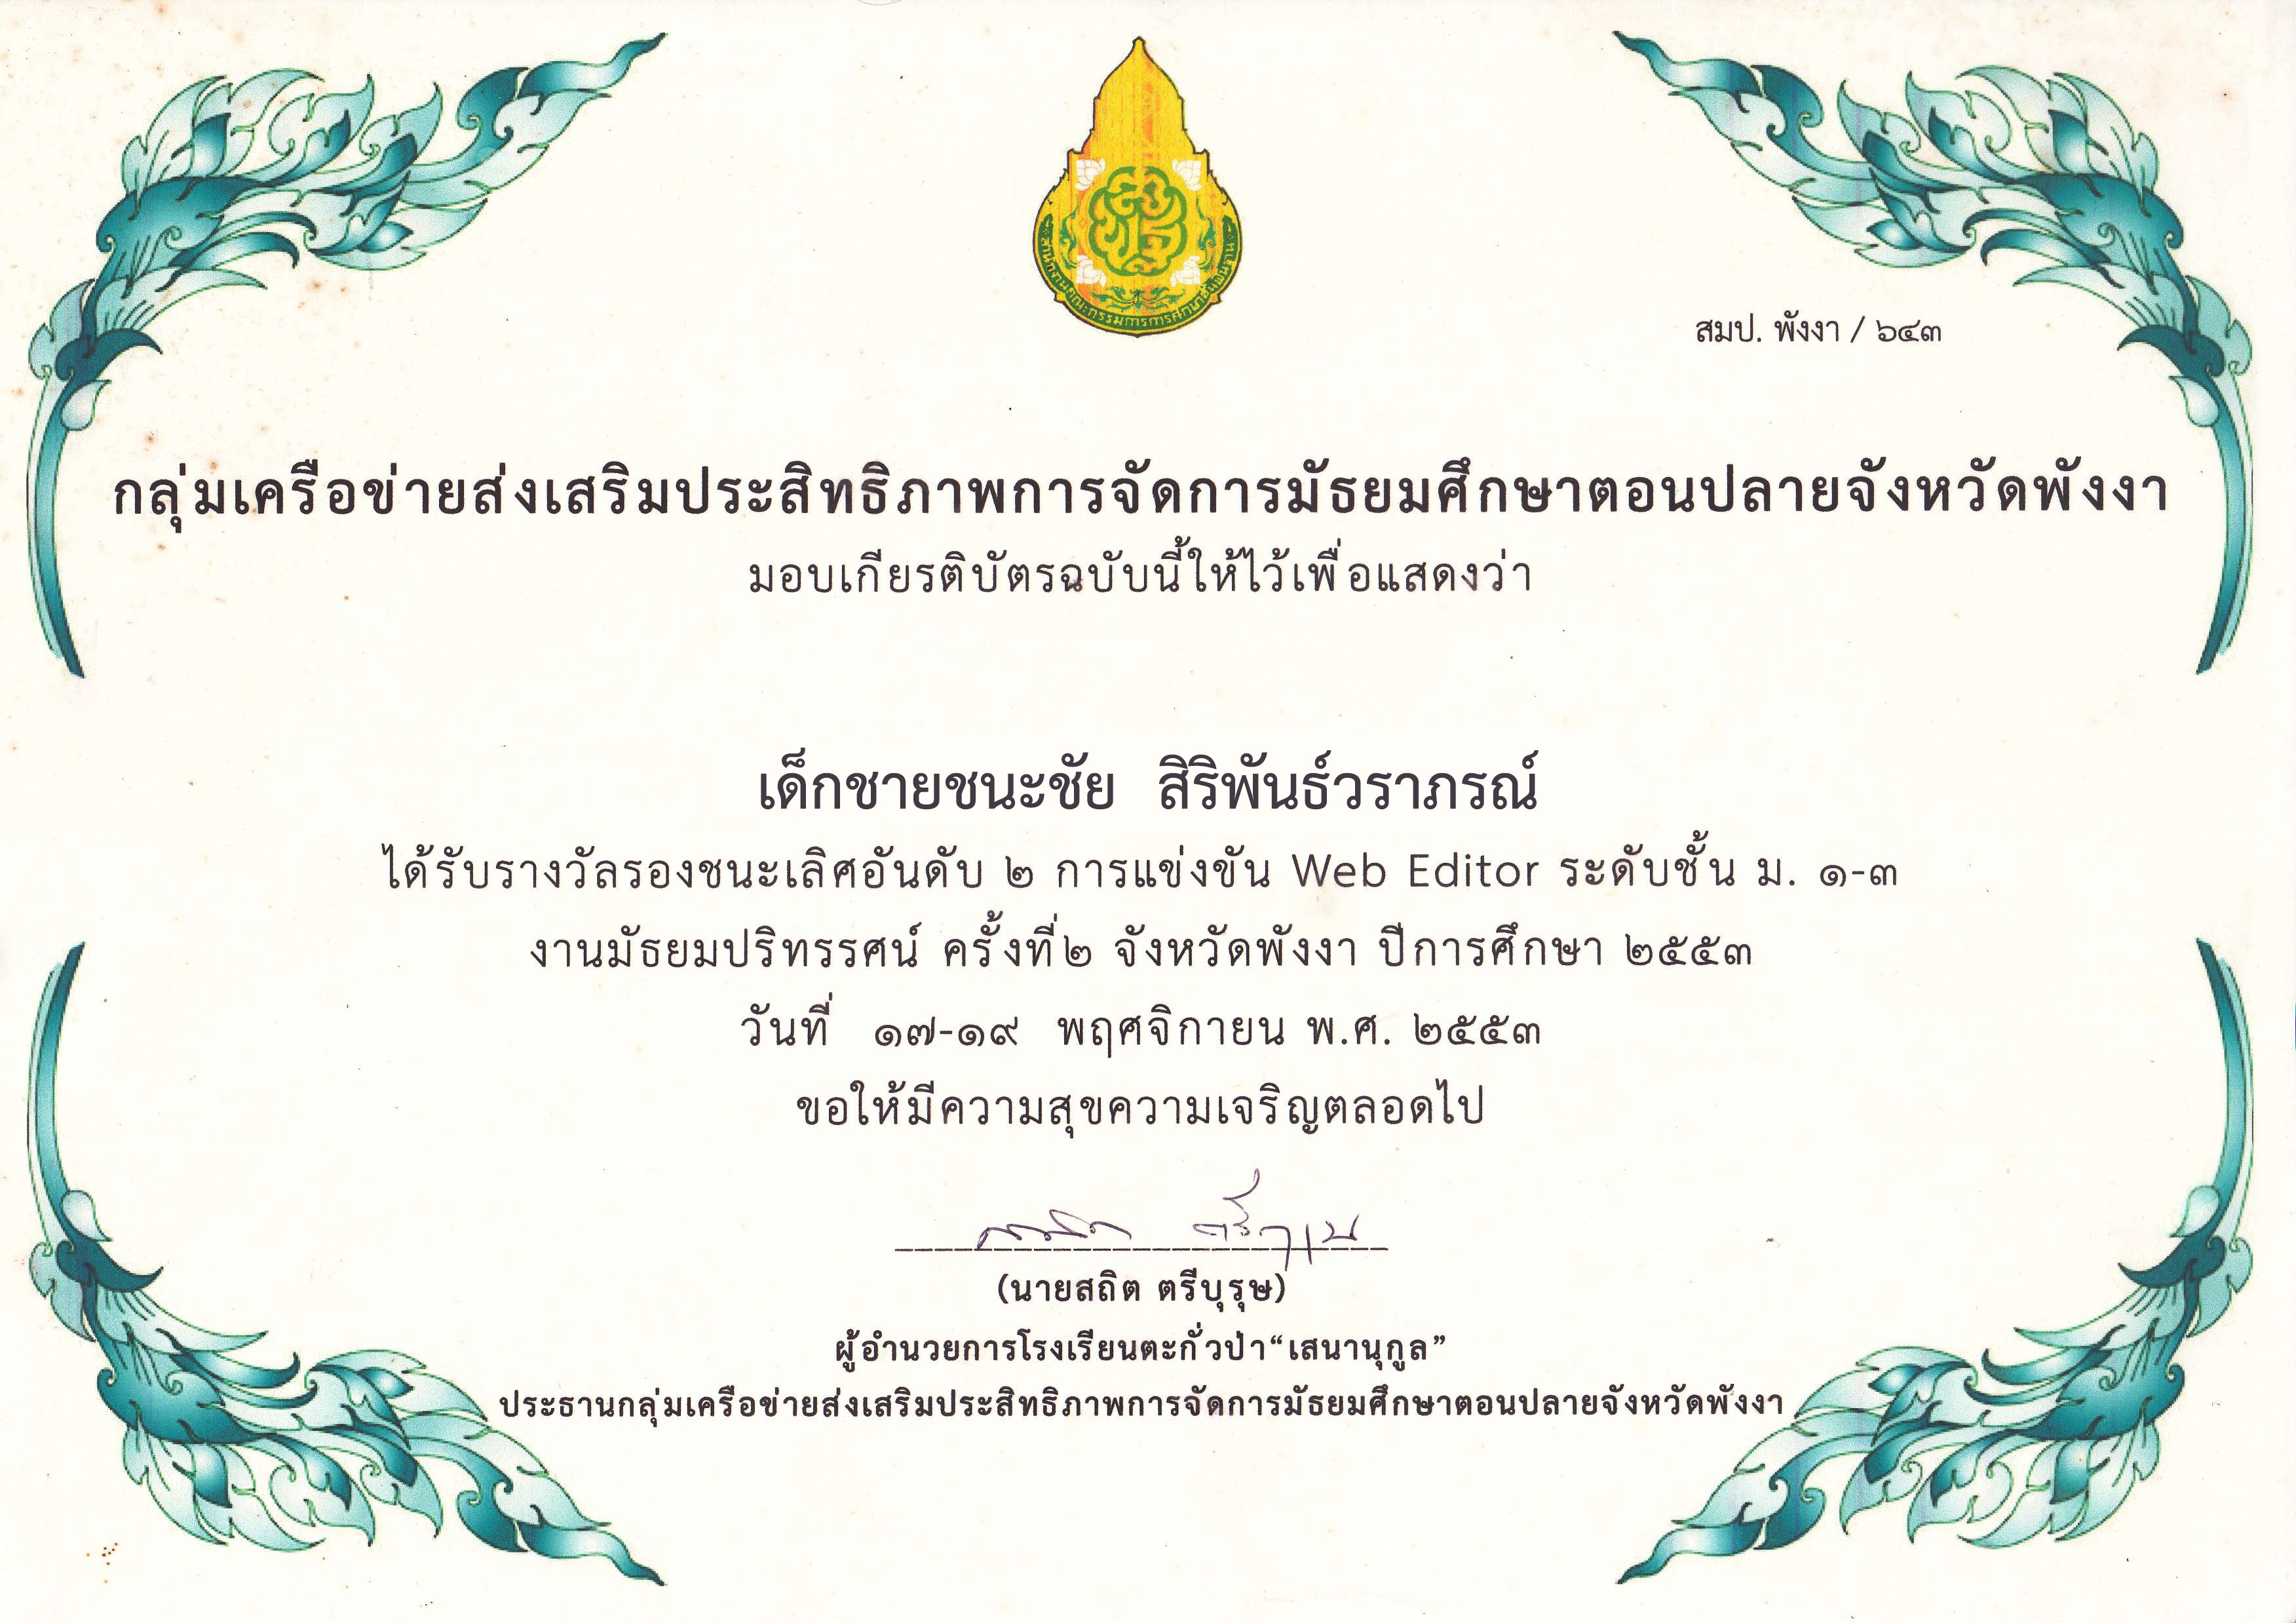 สำนักงานคณะกรรมการการศึกษาขั้นพื้นฐาน
สมป. พังงา / ๖๔๓
กลุ่มเครือข่ายส่งเสริมประสิทธิภาพการจัดการมัธยมศึกษาตอนปลายจังหวัดพังงา
มอบเกียรติบัตรฉบับนี้ให้ไว้เพื่อแสดงว่า
เด็กชายชนะชัย สิริพันธ์วราภรณ์
ได้รับรางวัลรองชนะเลิศอันดับ ๒ การแข่งขัน Web Editor ระดับชั้น ม. ๑-๓
งานมัธยมปริทรรศน์ ครั้งที่๒ จังหวัดพังงา ปีการศึกษา ๒๕๕๓
วันที่ ๑๗-๑๙ พฤศจิกายน พ.ศ. ๒๕๕๓
ขอให้มีความสุขความเจริญตลอดไป
(นายสถิต ตรีบุรุษ)
ผู้อำนวยการโรงเรียนตะกั่วป่า“เสนานุกูล”
ประธานกลุ่มเครือข่ายส่งเสริมประสิทธิภาพการจัดการมัธยมศึกษาตอนปลายจังหวัดพังงา